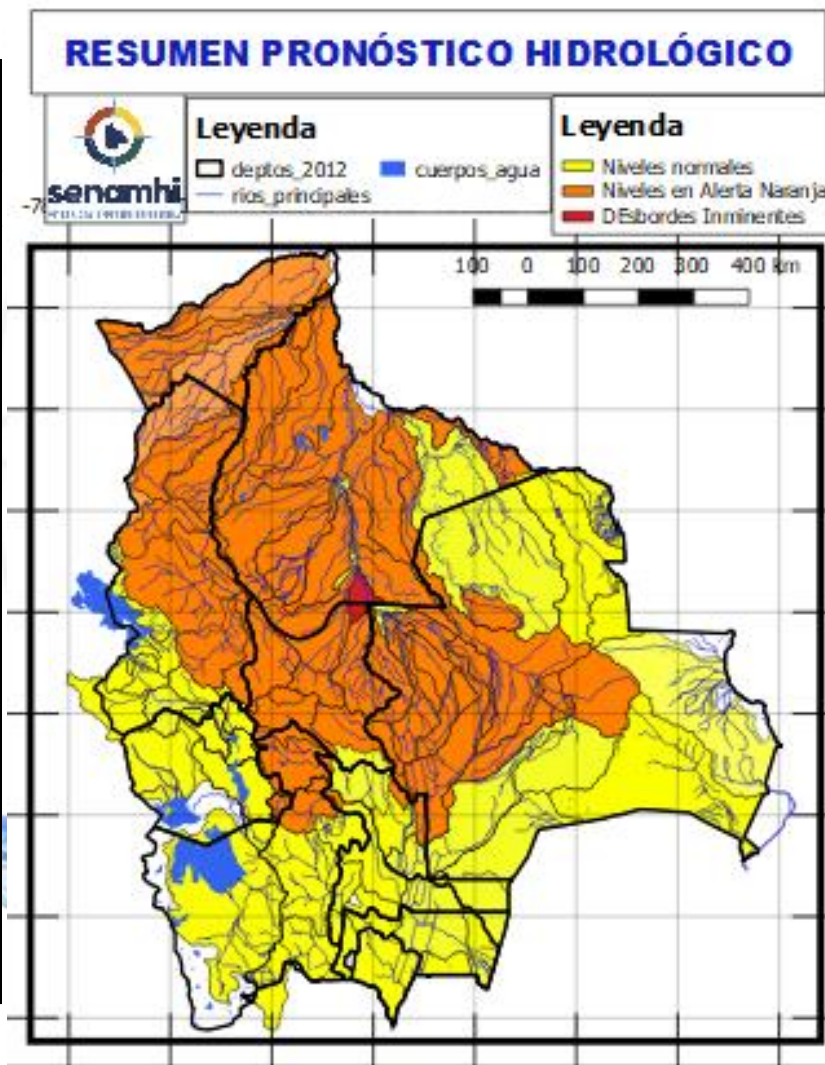 RESUMEN PRONÓSTICO HIDROLÓGICO
senamhi
Leyenda
deptos_2012 cuerpos_agua
rios_principales
Leyenda
Niveles normales
Niveles en Alerta Naranja
DEsbordes Inminentes
100 0 100 200 300 400 km